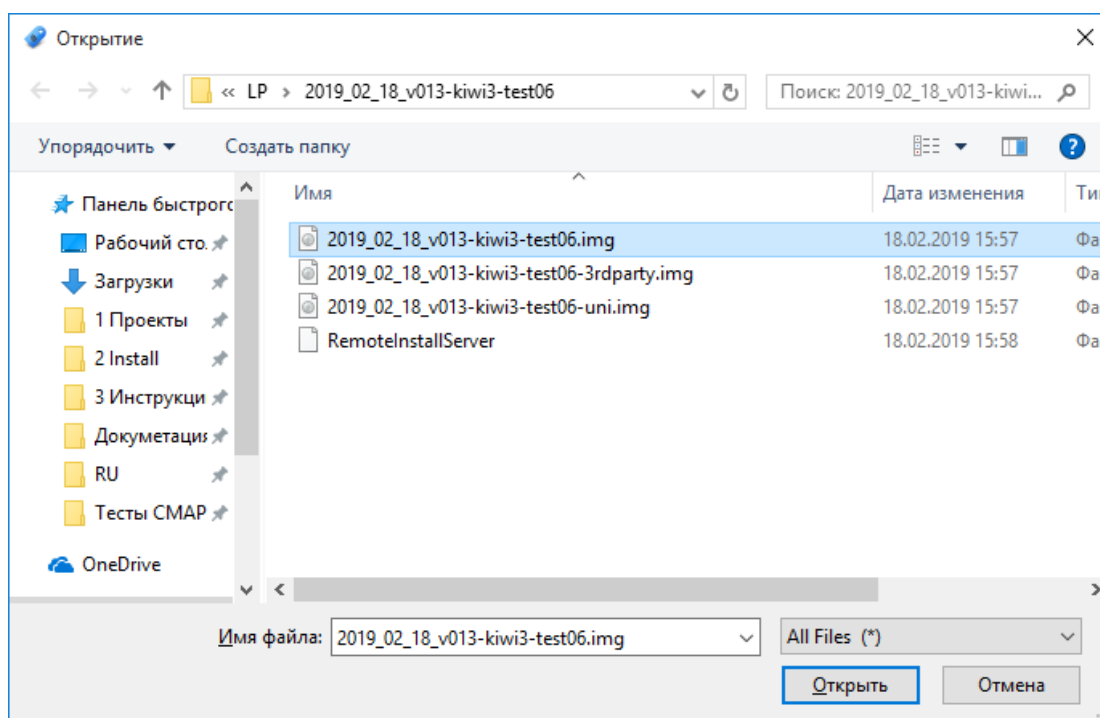 Открытие
« LP › 2019_02_18_v013-kiwi3-test06
Поиск: 2019_02_18_v013-kiwi...
Упорядочить
Создать папку
Имя
Дата изменения
Ти
2019_02_18_v013-kiwi3-test06.img 18.02.2019 15:57 Фа
2019_02_18_v013-kiwi3-test06-3rdparty.img 18.02.2019 15:57 Фа
2019_02_18_v013-kiwi3-test06-uni.img 18.02.2019 15:57 Фа
RemoteInstallServer 18.02.2019 15:58 Фа
Панель быстрого
Рабочий сто.
Загрузки
1 Проекты
2 Install
3 Инструкци
Докуметация
RU
Тесты СМАР
OneDrive
Имя файла: 2019_02_18_v013-kiwi3-test06.img
All Files (*)
Открыть
Отмена